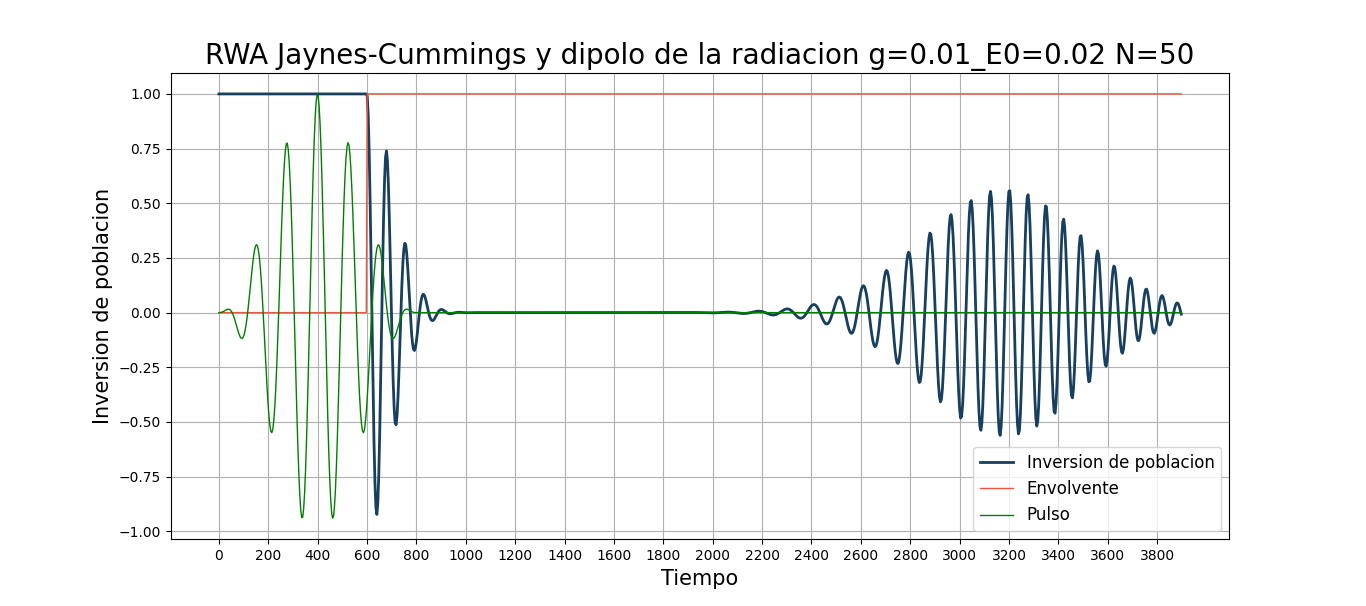 RWA Jaynes-Cummings y dipolo de la radiacion g=0.01_E0=0.02 N=50
Inversion de poblacion
1.00
0.75
0.50
0.25
0.00
−0.25
−0.50
−0.75
−1.00
Inversion de poblacion
Envolvente
Pulso
0 200 400 600 800 1000 1200 1400 1600 1800 2000 2200 2400 2600 2800 3000 3200 3400 3600 3800
Tiempo